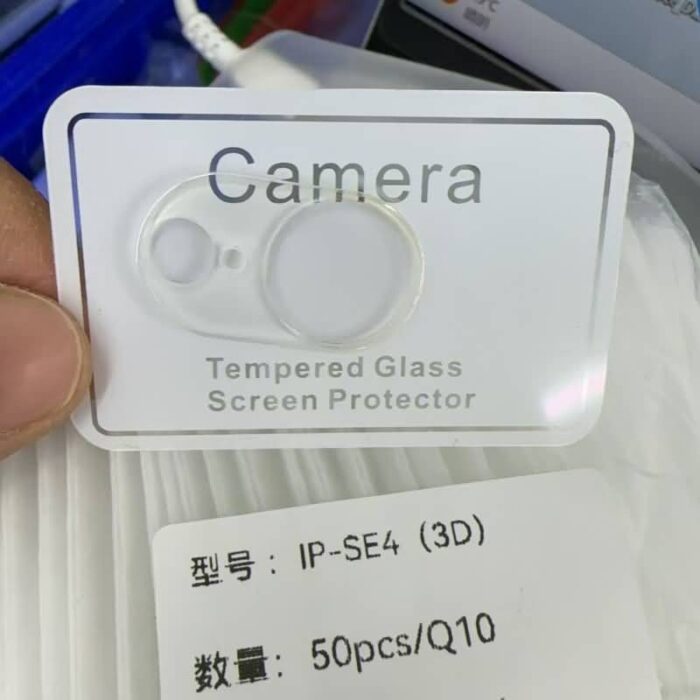 Camera
Tempered Glass
Screen Protector
型号：IP-SE4（3D）
数量：50pcs/Q10